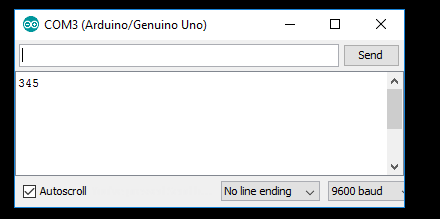 COM3 (Arduino/Genuino Uno)
Send
345
Autoscroll
No line ending
9600 baud